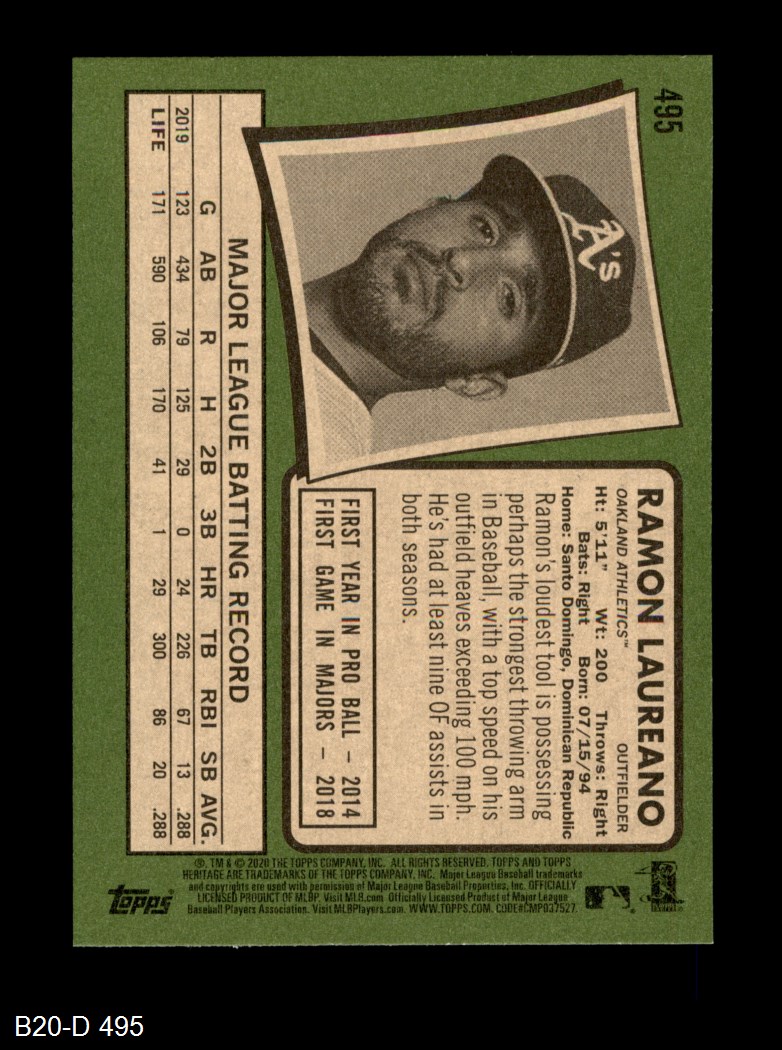 495
A's
RAMON LAUREANO
OAKLAND ATHLETICS™ OUTFIELDER
Ht: 5'11" Wt: 200 Throws: Right
Bats: Right Born: 07/15/94
Home: Santo Domingo, Dominican Republic
Ramon's loudest tool is possessing
perhaps the strongest throwing arm
in Baseball, with a top speed on his
outfield heaves exceeding 100 mph.
He's had at least nine OF assists in
both seasons.
FIRST YEAR IN PRO BALL – 2014
FIRST GAME IN MAJORS – 2018
MAJOR LEAGUE BATTING RECORD
G AB R H 2B 3B HR TB RBI SB AVG.
2019 123 434 79 125 29 0 24 226 67 13 .288
LIFE 171 590 106 170 41 1 29 300 86 20 .288
®, TM & © 2020 THE TOPPS COMPANY, INC. ALL RIGHTS RESERVED. TOPPS AND TOPPS
HERITAGE ARE TRADEMARKS OF THE TOPPS COMPANY, INC. Major League Baseball trademarks
and copyrights are used with permission of Major League Baseball Properties, Inc. OFFICIALLY
LICENSED PRODUCT OF MLBP. Visit MLB.com Officially Licensed Product of Major League
Baseball Players Association. Visit MLBPlayers.com. WWW.TOPPS.COM. CODE#CMP037527.
topps®
B20-D 495